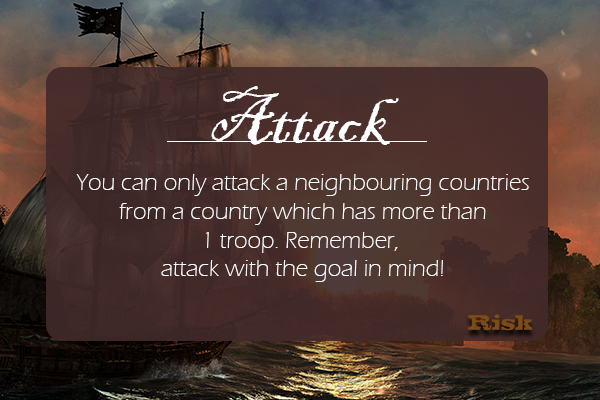 Attack
You can only attack a neighbouring countries
from a country which has more than
1 troop. Remember,
attack with the goal in mind!
Risk